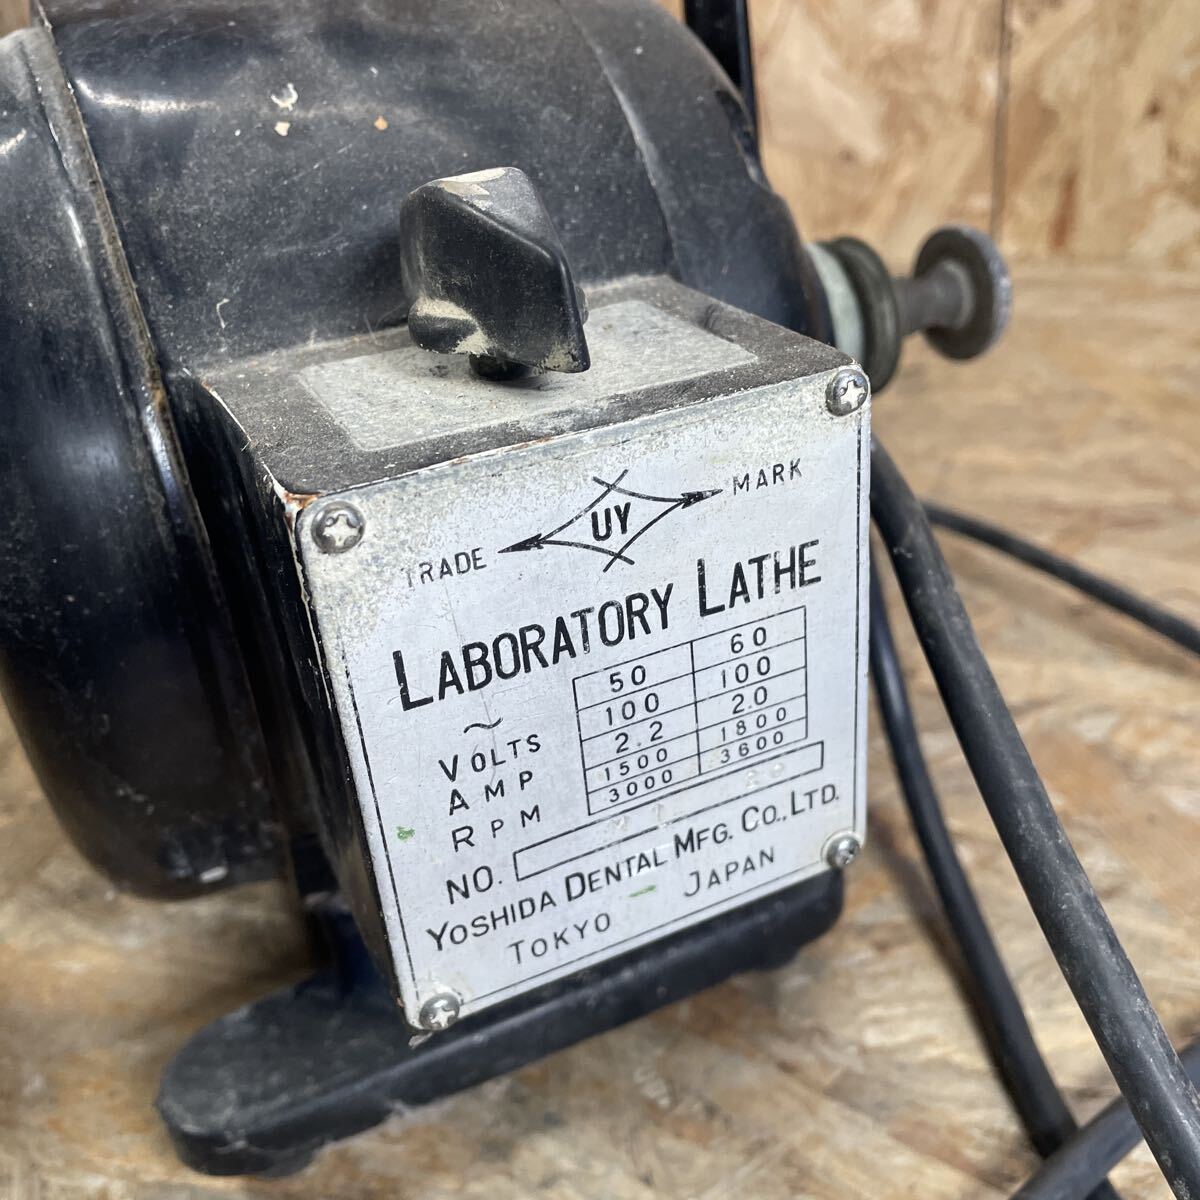 TRADE UY MARK
LABORATORY LATHE
~ 50 60
VOLTS 100 100
AMP 2.2 2.0
RPM 1500 1800
3000 3600
NO.
YOSHIDA DENTAL MFG. CO., LTD.
TOKYO - JAPAN